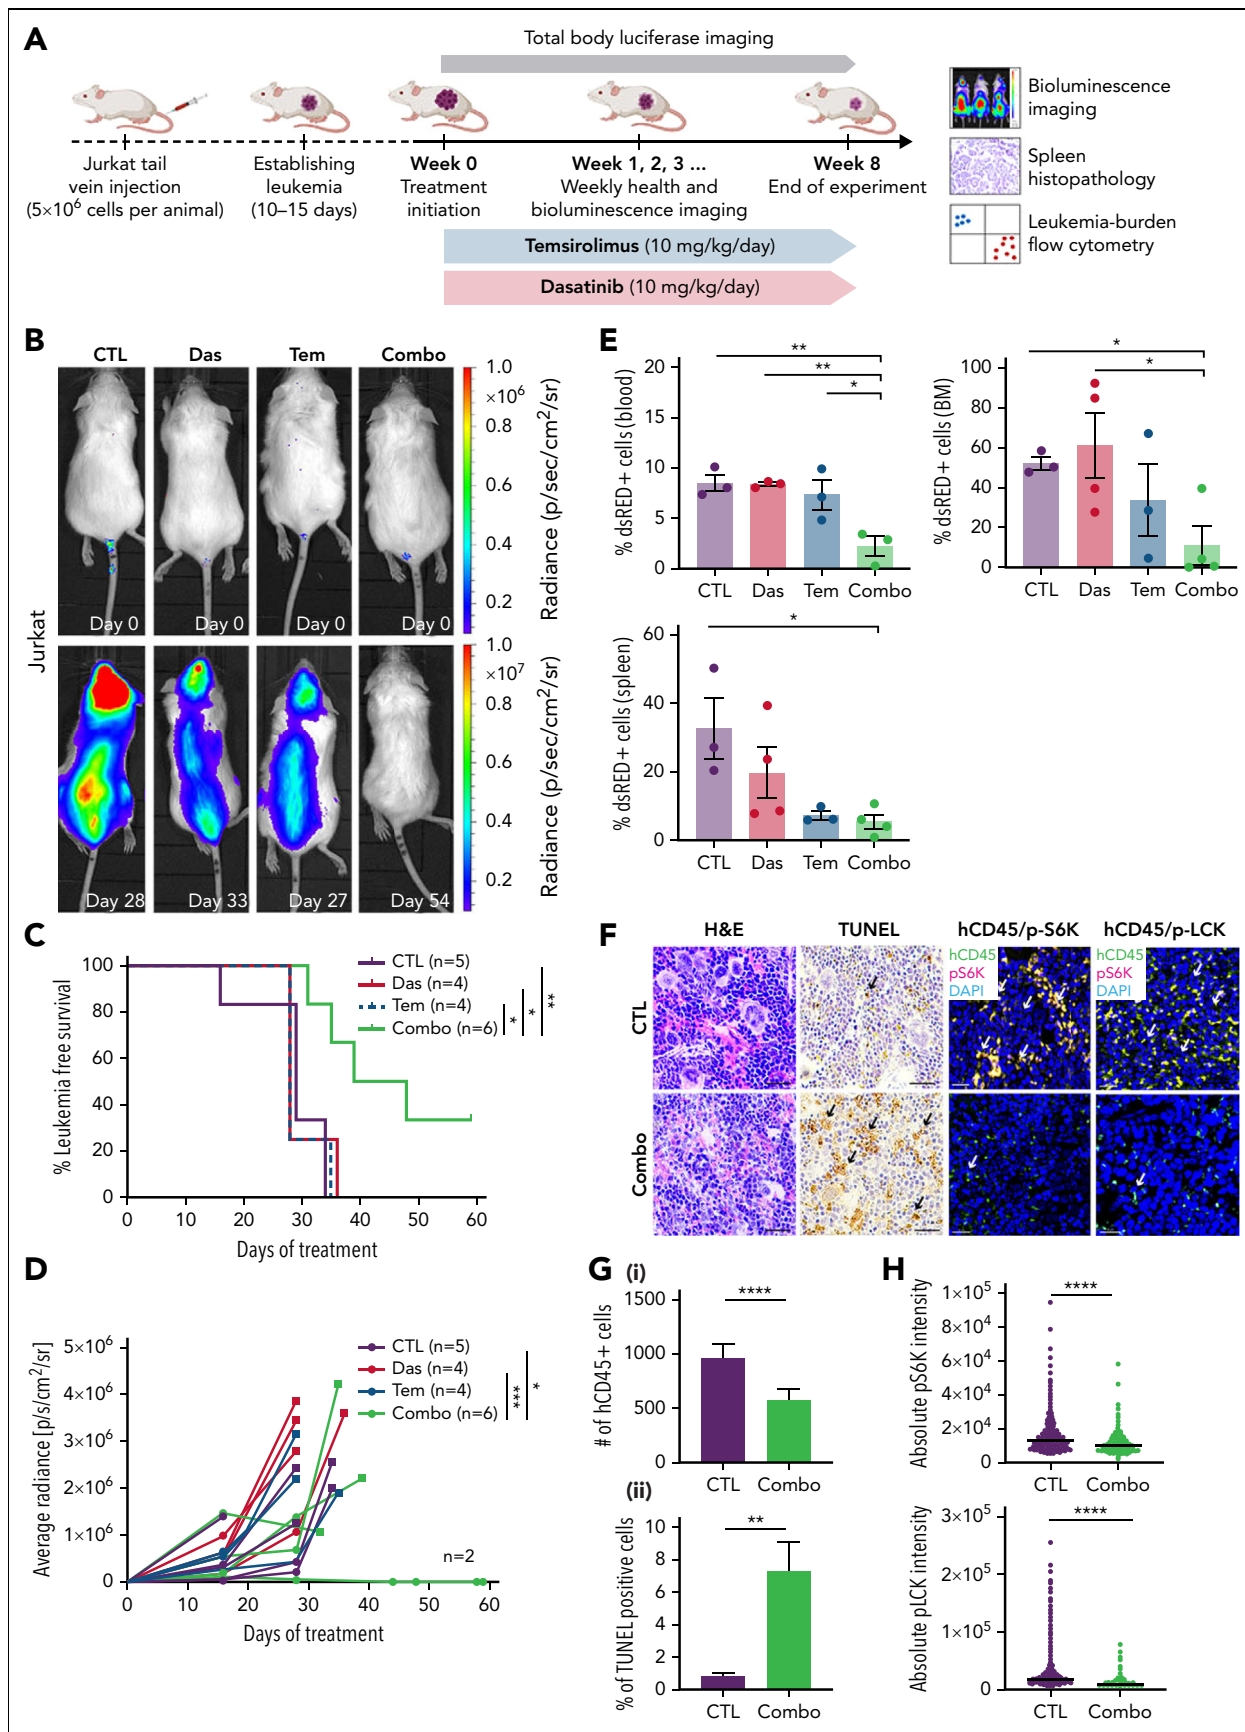 A
Total body luciferase imaging
Jurkat tail
vein injection
(5×10⁶ cells per animal)
Establishing
leukemia
(10–15 days)
Week 0
Treatment
initiation
Week 1, 2, 3 ...
Weekly health and
bioluminescence imaging
Week 8
End of experiment
Temsirolimus (10 mg/kg/day)
Dasatinib (10 mg/kg/day)
Bioluminescence
imaging
Spleen
histopathology
Leukemia-burden
flow cytometry
B
CTL Das Tem Combo
Jurkat
Day 0 Day 0 Day 0 Day 0
1.0
×10⁶
0.8
0.6
0.4
0.2
Radiance (p/sec/cm²/sr)
Day 28 Day 33 Day 27 Day 54
1.0
×10⁷
0.8
0.6
0.4
0.2
Radiance (p/sec/cm²/sr)
C
% Leukemia free survival
100
80
60
40
20
0
0 10 20 30 40 50 60
Days of treatment
CTL (n=5)
Das (n=4)
Tem (n=4)
Combo (n=6)
* * **
D
Average radiance [p/s/cm²/sr]
5×10⁶
4×10⁶
3×10⁶
2×10⁶
1×10⁶
0
0 10 20 30 40 50 60
Days of treatment
CTL (n=5)
Das (n=4)
Tem (n=4)
Combo (n=6)
*** *
n=2
E
% dsRED+ cells (blood)
20
15
10
5
0
** ** *
CTL Das Tem Combo
% dsRED+ cells (BM)
100
80
60
40
20
0
* *
CTL Das Tem Combo
% dsRED+ cells (spleen)
60
40
20
0
*
CTL Das Tem Combo
F
H&E TUNEL hCD45/p-S6K hCD45/p-LCK
CTL
Combo
hCD45
pS6K
DAPI
hCD45
pS6K
DAPI
G (i)
# of hCD45+ cells
1500
1000
500
0
****
CTL Combo
(ii)
% of TUNEL positive cells
10
8
6
4
2
0
**
CTL Combo
H
Absolute pS6K intensity
1×10⁵
8×10⁴
6×10⁴
4×10⁴
2×10⁴
0
****
CTL Combo
Absolute pLCK intensity
3×10⁵
2×10⁵
1×10⁵
0
****
CTL Combo